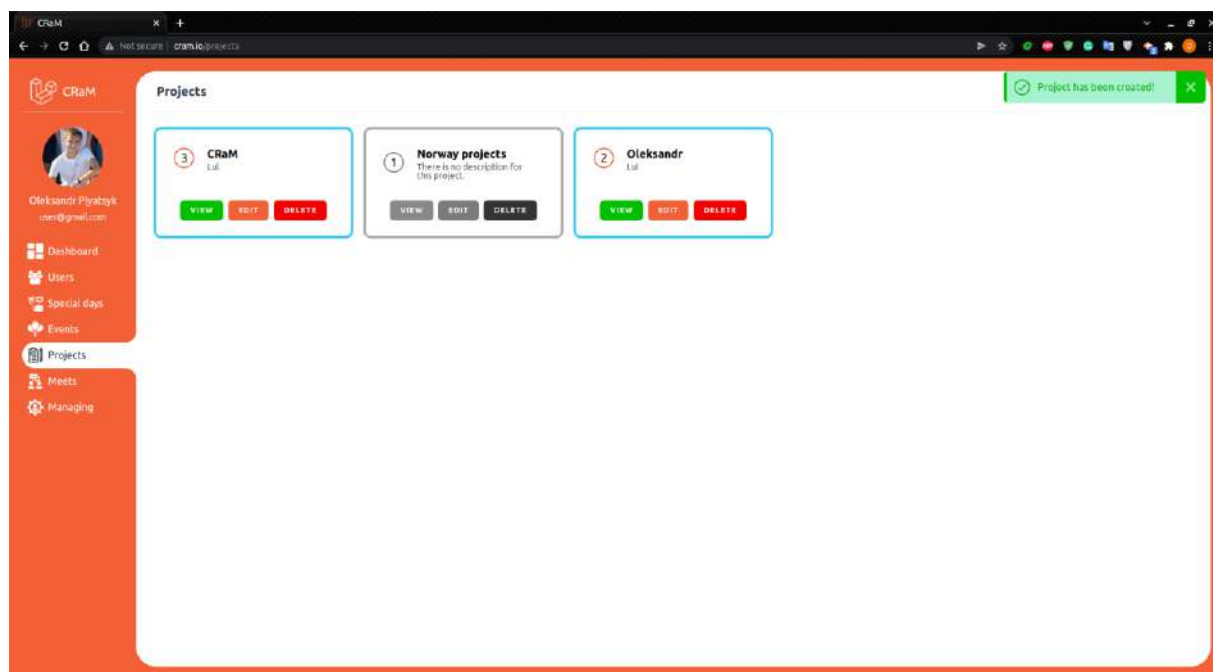 CRaM
Not secure cram.io/projects
CRaM
Projects
Project has been created!
Oleksandr Plyatsyk
user@gmail.com
Dashboard
Users
Special days
Events
Projects
Meets
Managing
3
CRaM
Lul
VIEW EDIT DELETE
1
Norway projects
There is no description for
this project.
VIEW EDIT DELETE
2
Oleksandr
Lul
VIEW EDIT DELETE